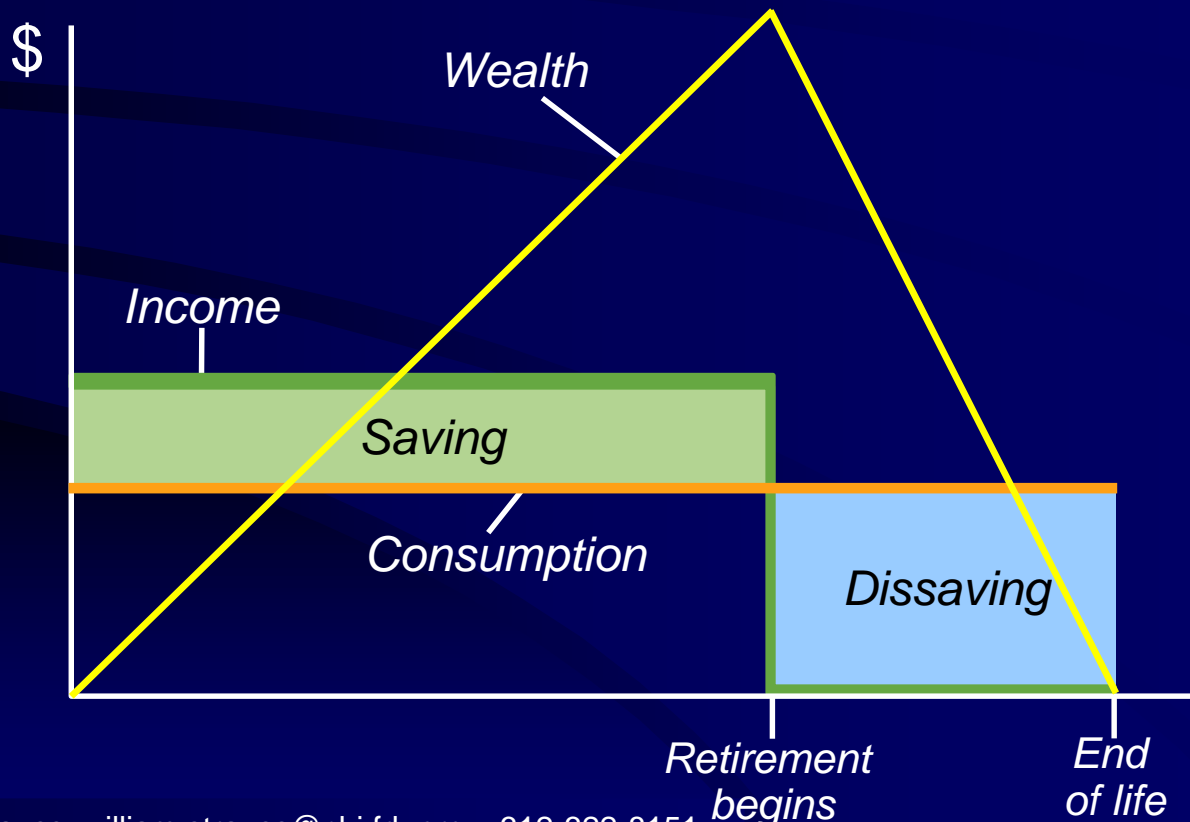 $
Wealth
Income
Saving
Consumption
Dissaving
Retirement
begins
End
of life